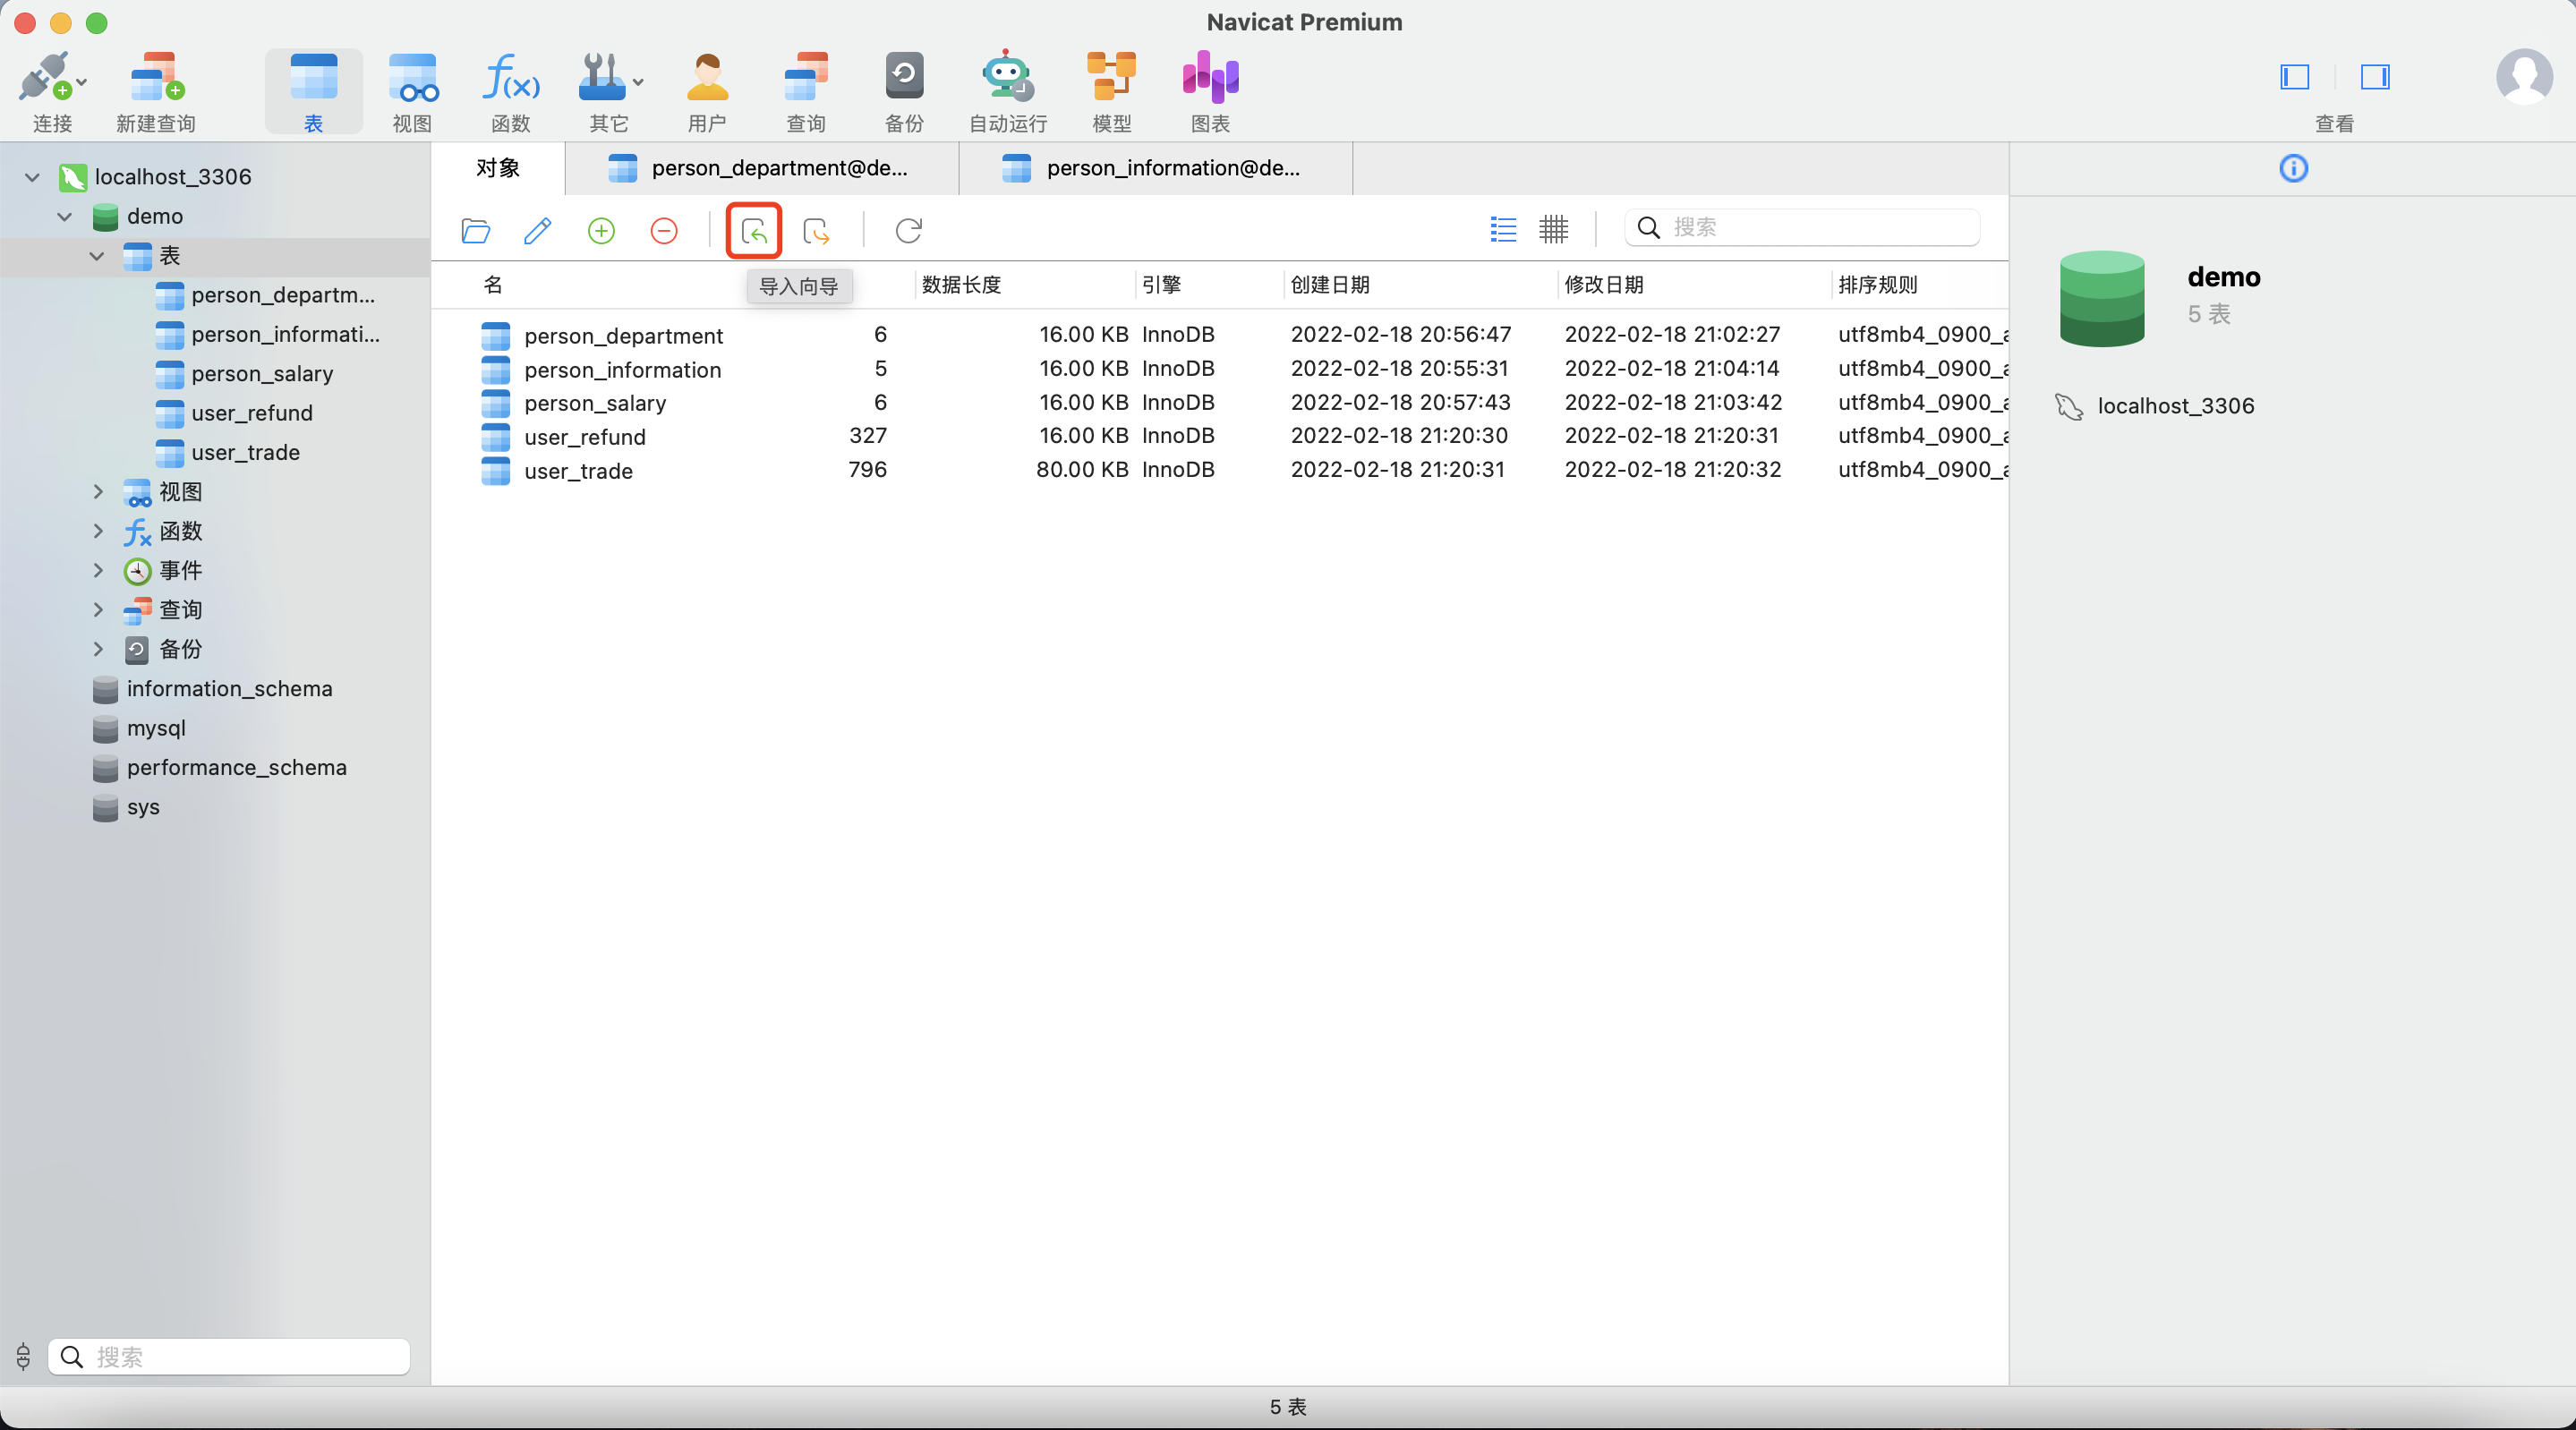 Navicat Premium
连接 新建查询 表 视图 函数 其它 用户 查询 备份 自动运行 模型 图表 查看
localhost_3306
demo
表
person_departm...
person_informati...
person_salary
user_refund
user_trade
视图
函数
事件
查询
备份
information_schema
mysql
performance_schema
sys
搜索
对象 person_department@de... person_information@de...
搜索
导入向导
名 数据长度 引擎 创建日期 修改日期 排序规则
person_department 6 16.00 KB InnoDB 2022-02-18 20:56:47 2022-02-18 21:02:27 utf8mb4_0900_a
person_information 5 16.00 KB InnoDB 2022-02-18 20:55:31 2022-02-18 21:04:14 utf8mb4_0900_a
person_salary 6 16.00 KB InnoDB 2022-02-18 20:57:43 2022-02-18 21:03:42 utf8mb4_0900_a
user_refund 327 16.00 KB InnoDB 2022-02-18 21:20:30 2022-02-18 21:20:31 utf8mb4_0900_a
user_trade 796 80.00 KB InnoDB 2022-02-18 21:20:31 2022-02-18 21:20:32 utf8mb4_0900_a
demo
5 表
localhost_3306
5 表